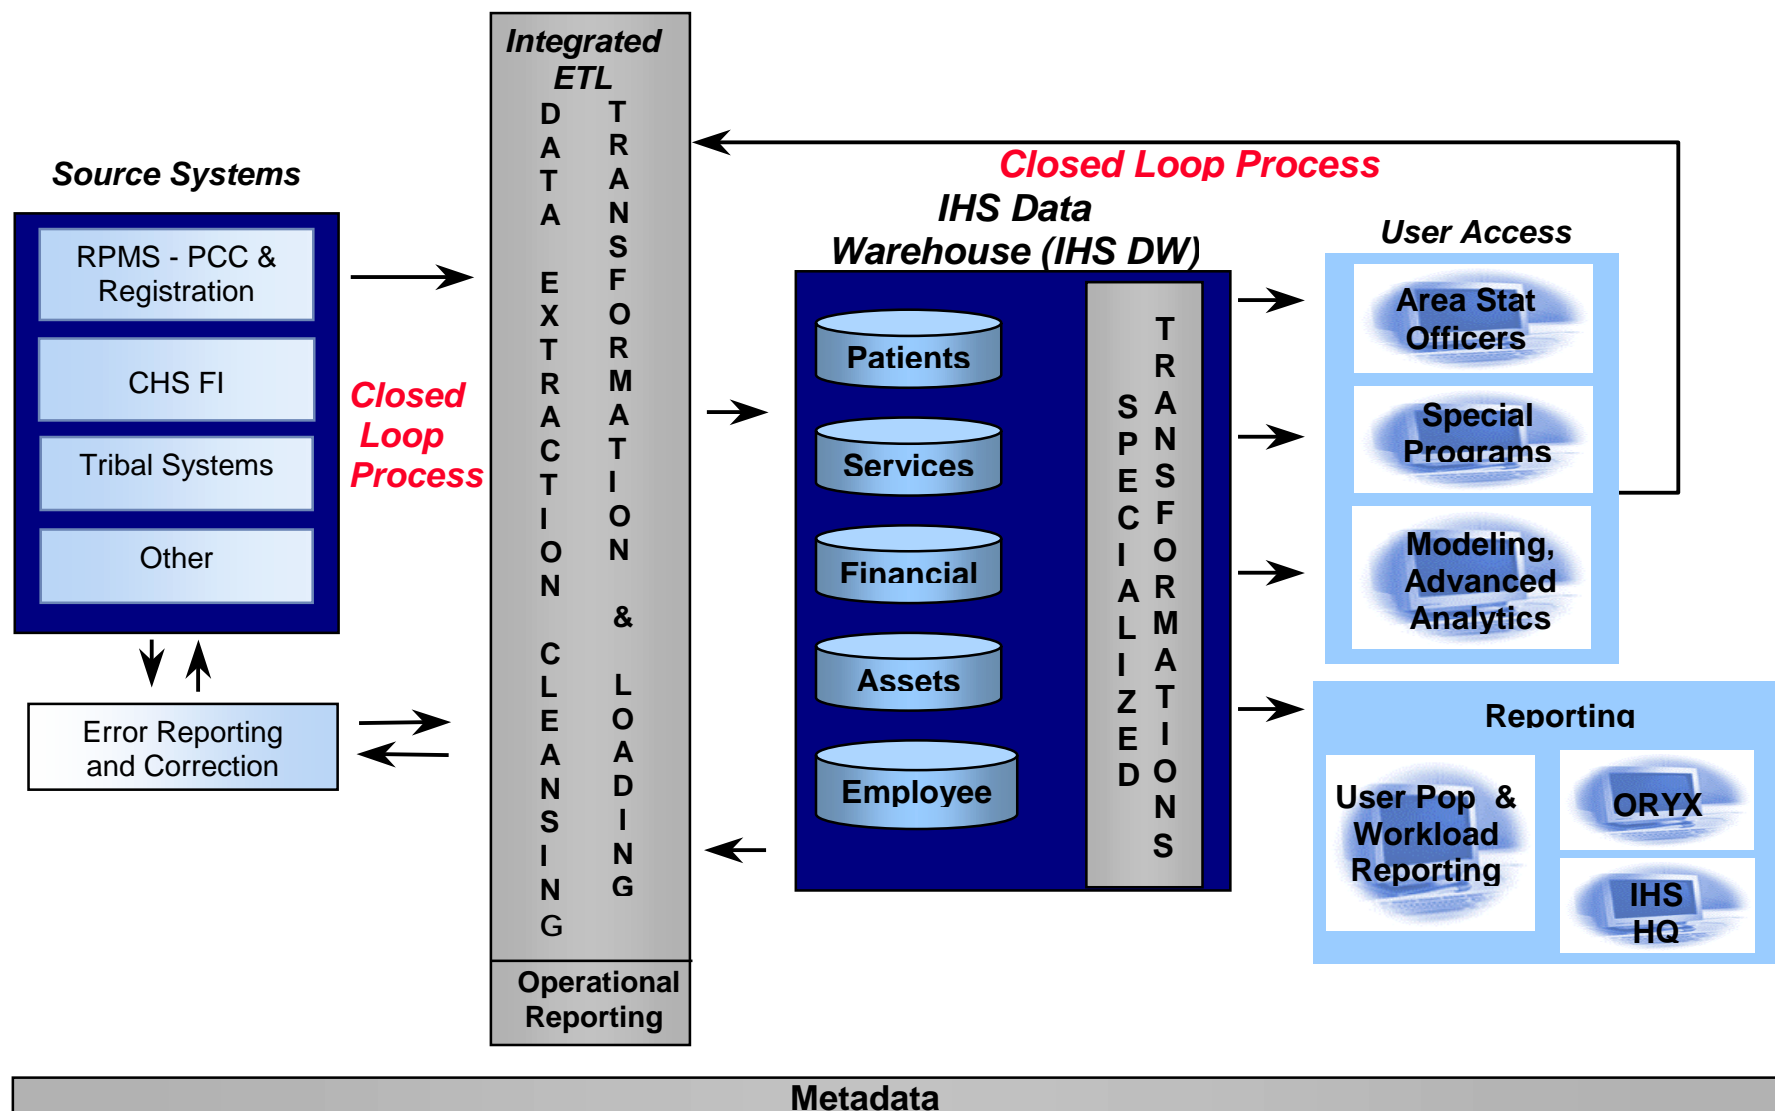 Integrated
ETL
DATA EXTRACTION CLEANSING
TRANSFORMATION & LOADING
Operational
Reporting
Source Systems
RPMS - PCC &
Registration
CHS FI
Tribal Systems
Other
Closed
Loop
Process
Error Reporting
and Correction
Closed Loop Process
IHS Data
Warehouse (IHS DW)
Patients
Services
Financial
Assets
Employee
SPECIALIZED
TRANSFORMATIONS
User Access
Area Stat
Officers
Special
Programs
Modeling,
Advanced
Analytics
Reporting
User Pop &
Workload
Reporting
ORYX
IHS
HQ
Metadata